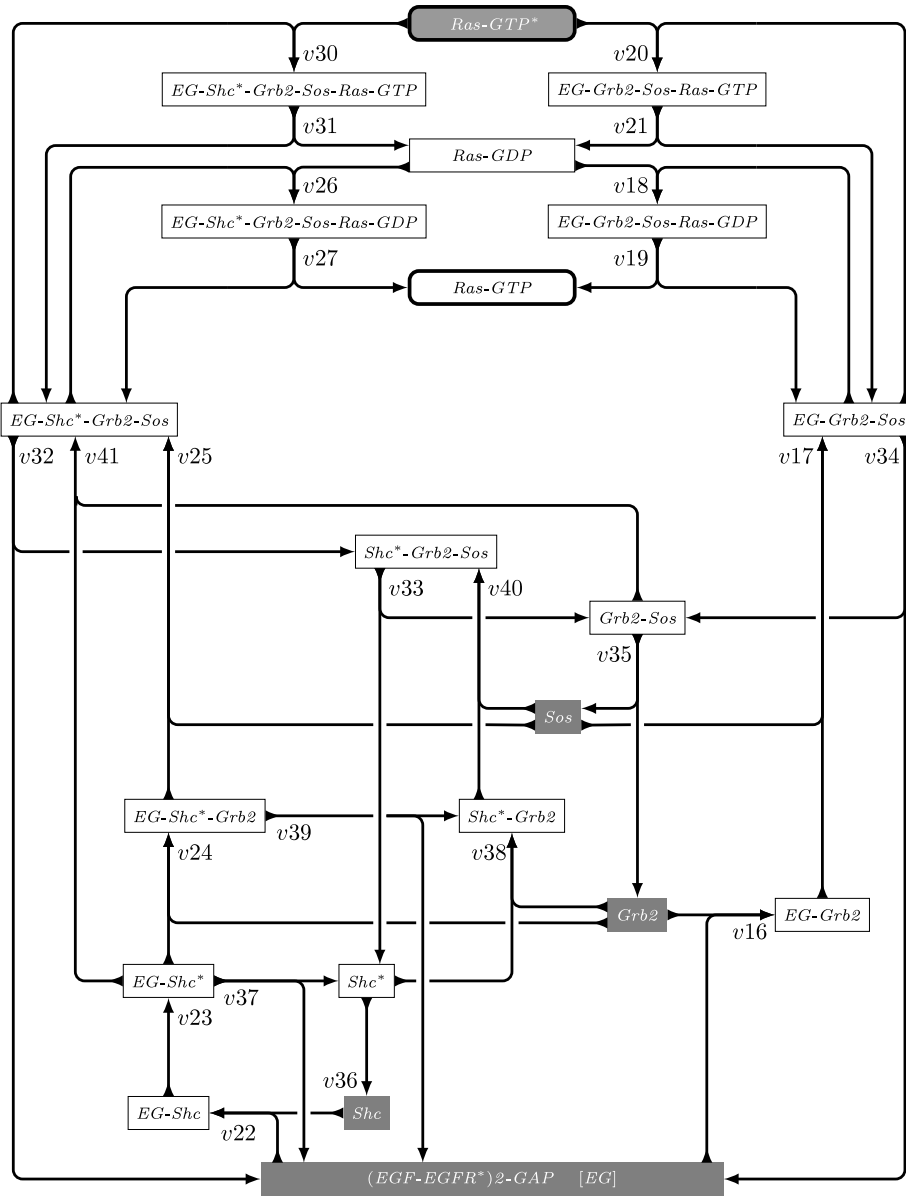 Ras-GTP*
v30
v20
EG-Shc*-Grb2-Sos-Ras-GTP
EG-Grb2-Sos-Ras-GTP
v31
v21
Ras-GDP
v26
v18
EG-Shc*-Grb2-Sos-Ras-GDP
EG-Grb2-Sos-Ras-GDP
v27
v19
Ras-GTP
EG-Shc*-Grb2-Sos
EG-Grb2-Sos
v32
v41
v25
v17
v34
Shc*-Grb2-Sos
v33
v40
Grb2-Sos
v35
Sos
EG-Shc*-Grb2
v39
Shc*-Grb2
v24
v38
Grb2
EG-Grb2
v16
EG-Shc*
v37
Shc*
v23
v36
EG-Shc
Shc
v22
(EGF-EGFR*)2-GAP [EG]